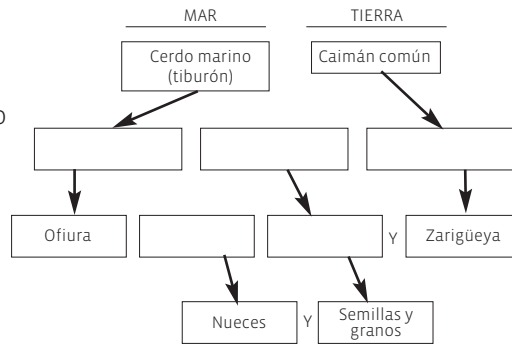 MAR
TIERRA
Cerdo marino
(tiburón)
Caimán común
O
Ofiura
Y
Zarigüeya
Nueces
Y
Semillas y
granos